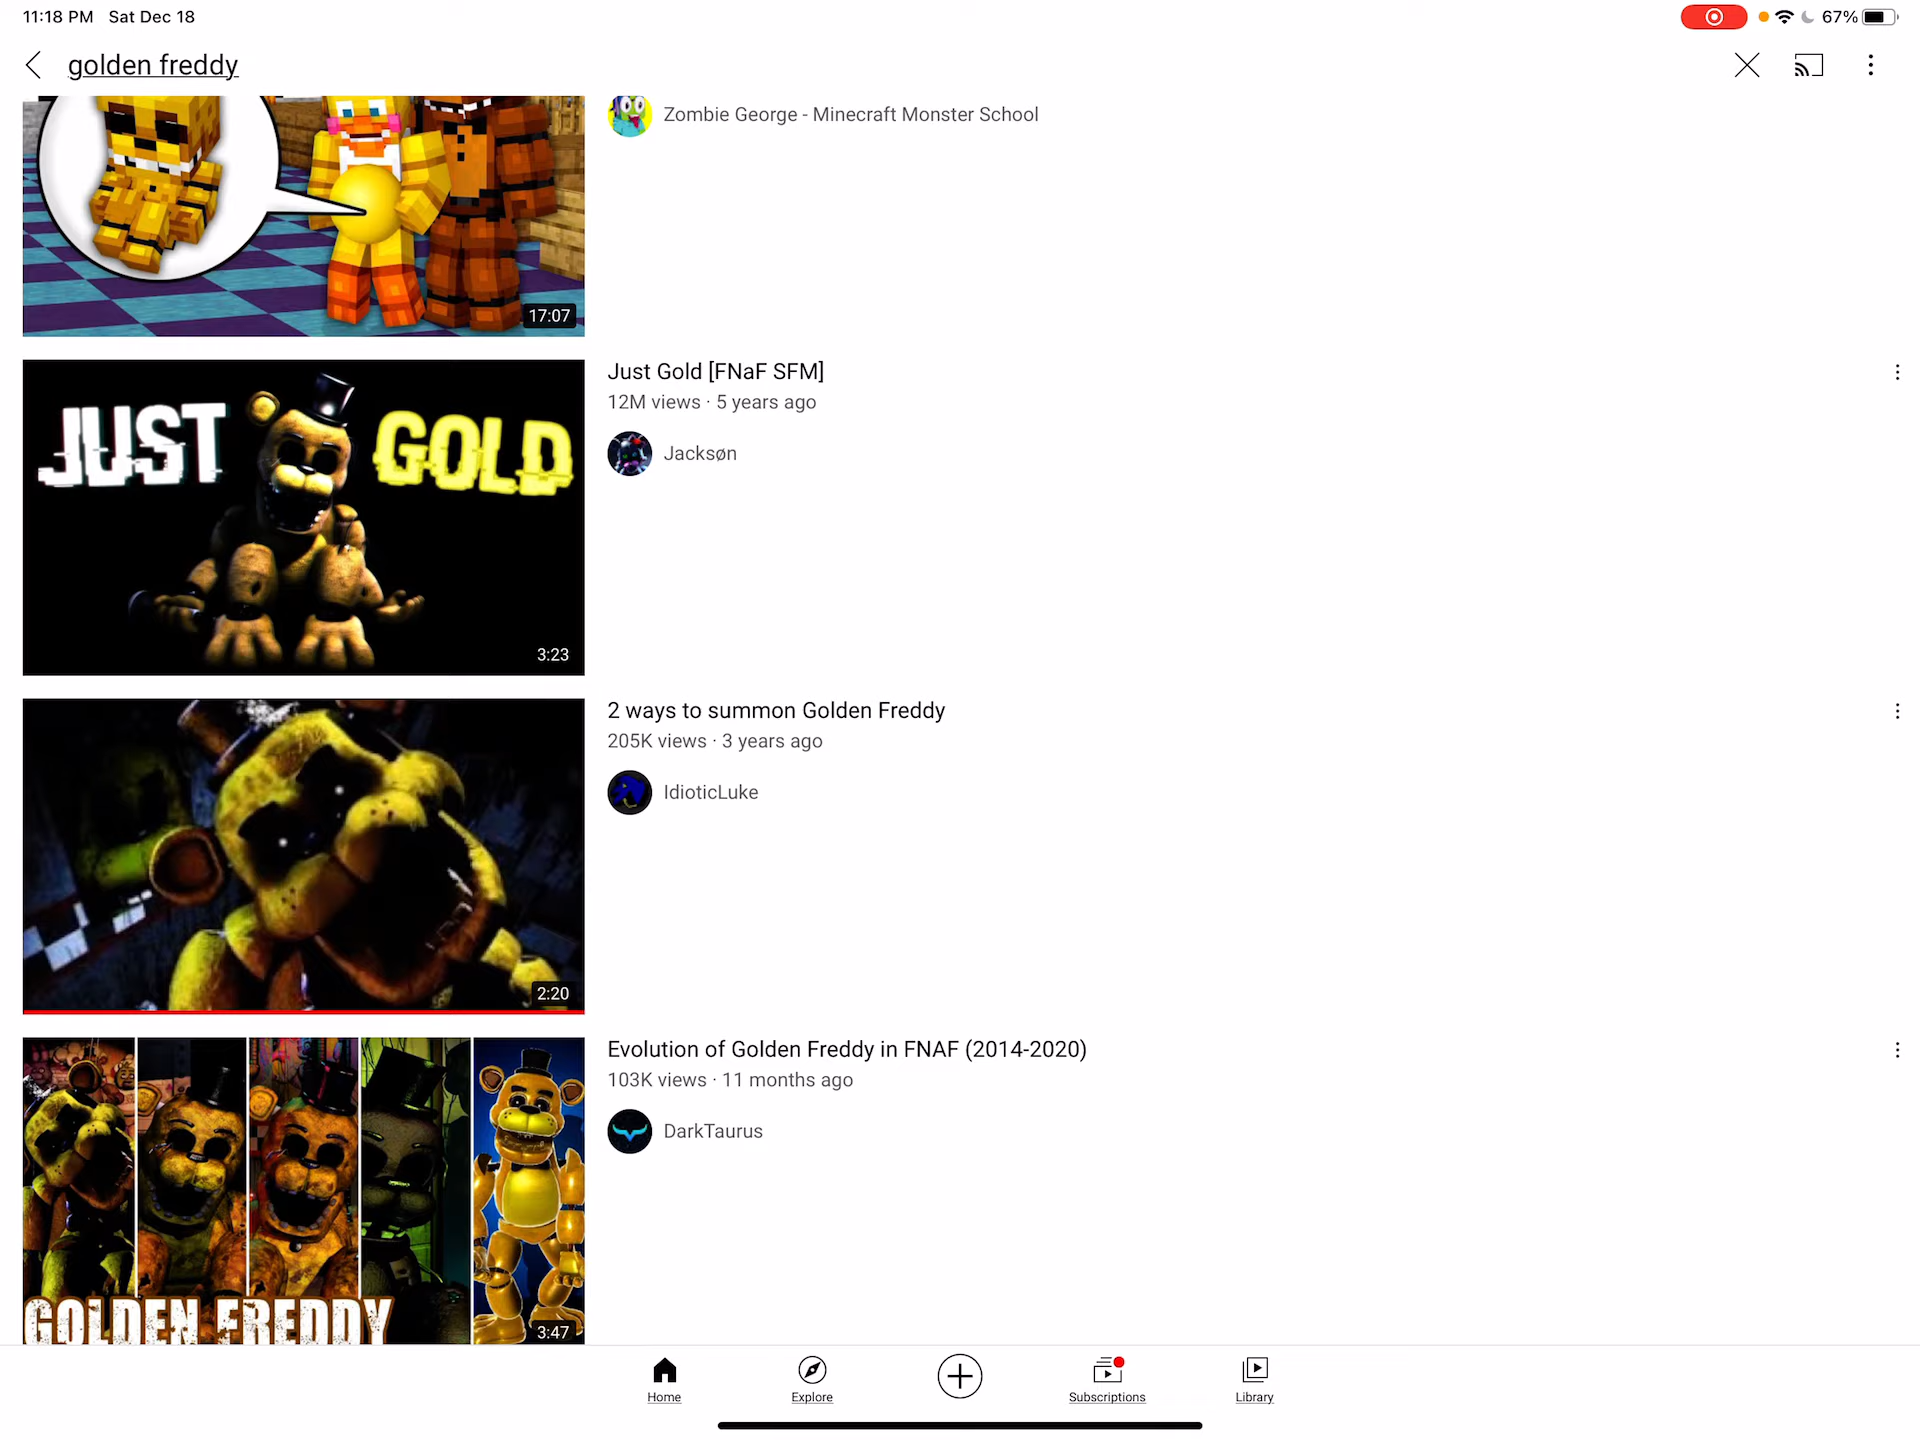 11:18 PM Sat Dec 18
67%
golden freddy
Zombie George - Minecraft Monster School
17:07
JUST GOLD
3:23
Just Gold [FNaF SFM]
12M views · 5 years ago
Jacksøn
2:20
2 ways to summon Golden Freddy
205K views · 3 years ago
IdioticLuke
GOLDEN FREDDY
3:47
Evolution of Golden Freddy in FNAF (2014-2020)
103K views · 11 months ago
DarkTaurus
Home
Explore
Subscriptions
Library